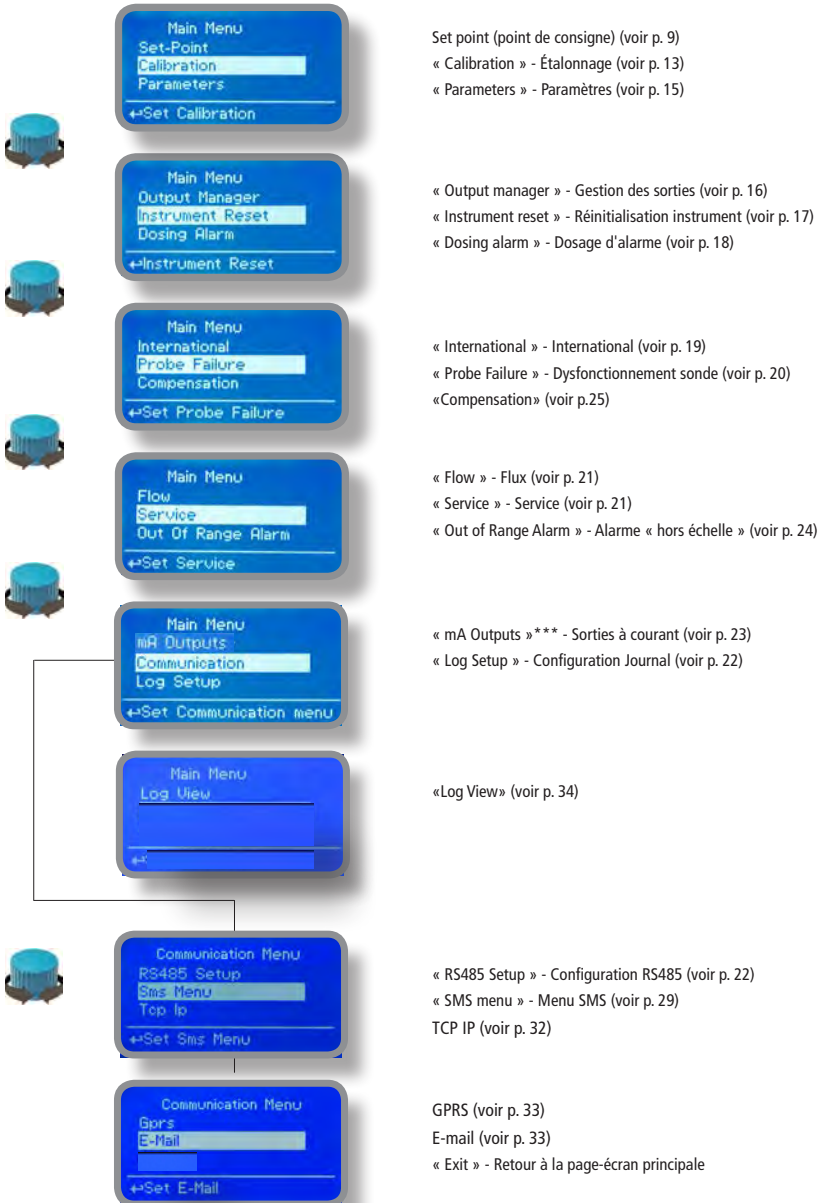 Main Menu
Set-Point
Calibration
Parameters
↩Set Calibration
Set point (point de consigne) (voir p. 9)
« Calibration » - Étalonnage (voir p. 13)
« Parameters » - Paramètres (voir p. 15)
Main Menu
Output Manager
Instrument Reset
Dosing Alarm
↩Instrument Reset
« Output manager » - Gestion des sorties (voir p. 16)
« Instrument reset » - Réinitialisation instrument (voir p. 17)
« Dosing alarm » - Dosage d'alarme (voir p. 18)
Main Menu
International
Probe Failure
Compensation
↩Set Probe Failure
« International » - International (voir p. 19)
« Probe Failure » - Dysfonctionnement sonde (voir p. 20)
«Compensation» (voir p.25)
Main Menu
Flow
Service
Out Of Range Alarm
↩Set Service
« Flow » - Flux (voir p. 21)
« Service » - Service (voir p. 21)
« Out of Range Alarm » - Alarme « hors échelle » (voir p. 24)
Main Menu
mA Outputs
Communication
Log Setup
↩Set Communication menu
« mA Outputs »*** - Sorties à courant (voir p. 23)
« Log Setup » - Configuration Journal (voir p. 22)
Main Menu
Log View
«Log View» (voir p. 34)
Communication Menu
RS485 Setup
Sms Menu
Tcp Ip
↩Set Sms Menu
« RS485 Setup » - Configuration RS485 (voir p. 22)
« SMS menu » - Menu SMS (voir p. 29)
TCP IP (voir p. 32)
Communication Menu
Gprs
E-Mail
↩Set E-Mail
GPRS (voir p. 33)
E-mail (voir p. 33)
« Exit » - Retour à la page-écran principale